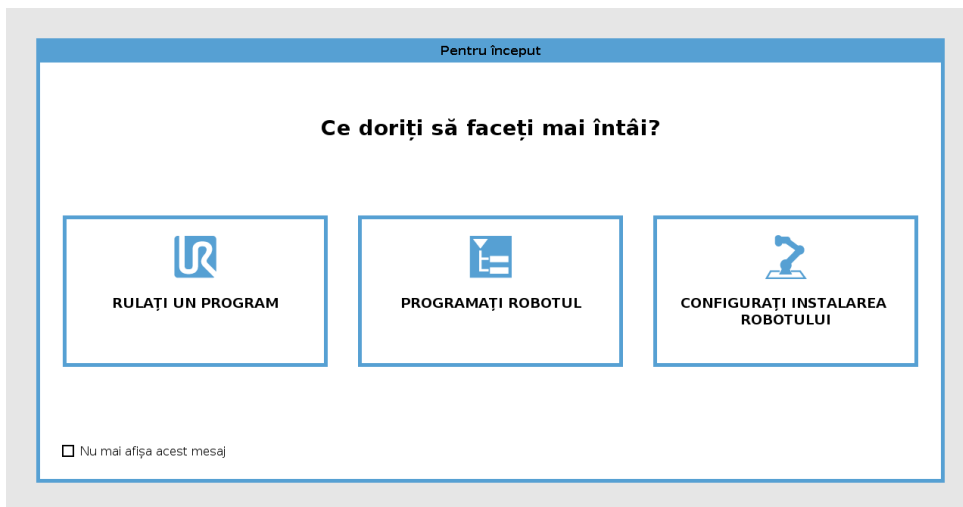 Pentru început
Ce doriți să faceți mai întâi?
RULAȚI UN PROGRAM
PROGRAMAȚI ROBOTUL
CONFIGURAȚI INSTALAREA
ROBOTULUI
Nu mai afișa acest mesaj